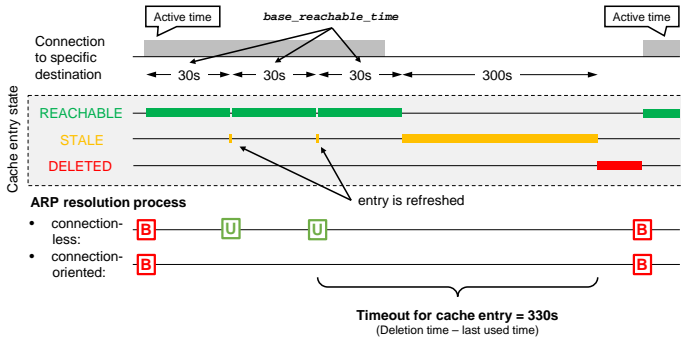 Active time
base_reachable_time
Active time
Connection
to specific
destination
30s
30s
30s
300s
Cache entry state
REACHABLE
STALE
DELETED
entry is refreshed
ARP resolution process
• connection-
less:
B
U
U
B
• connection-
oriented:
B
B
Timeout for cache entry = 330s
(Deletion time – last used time)